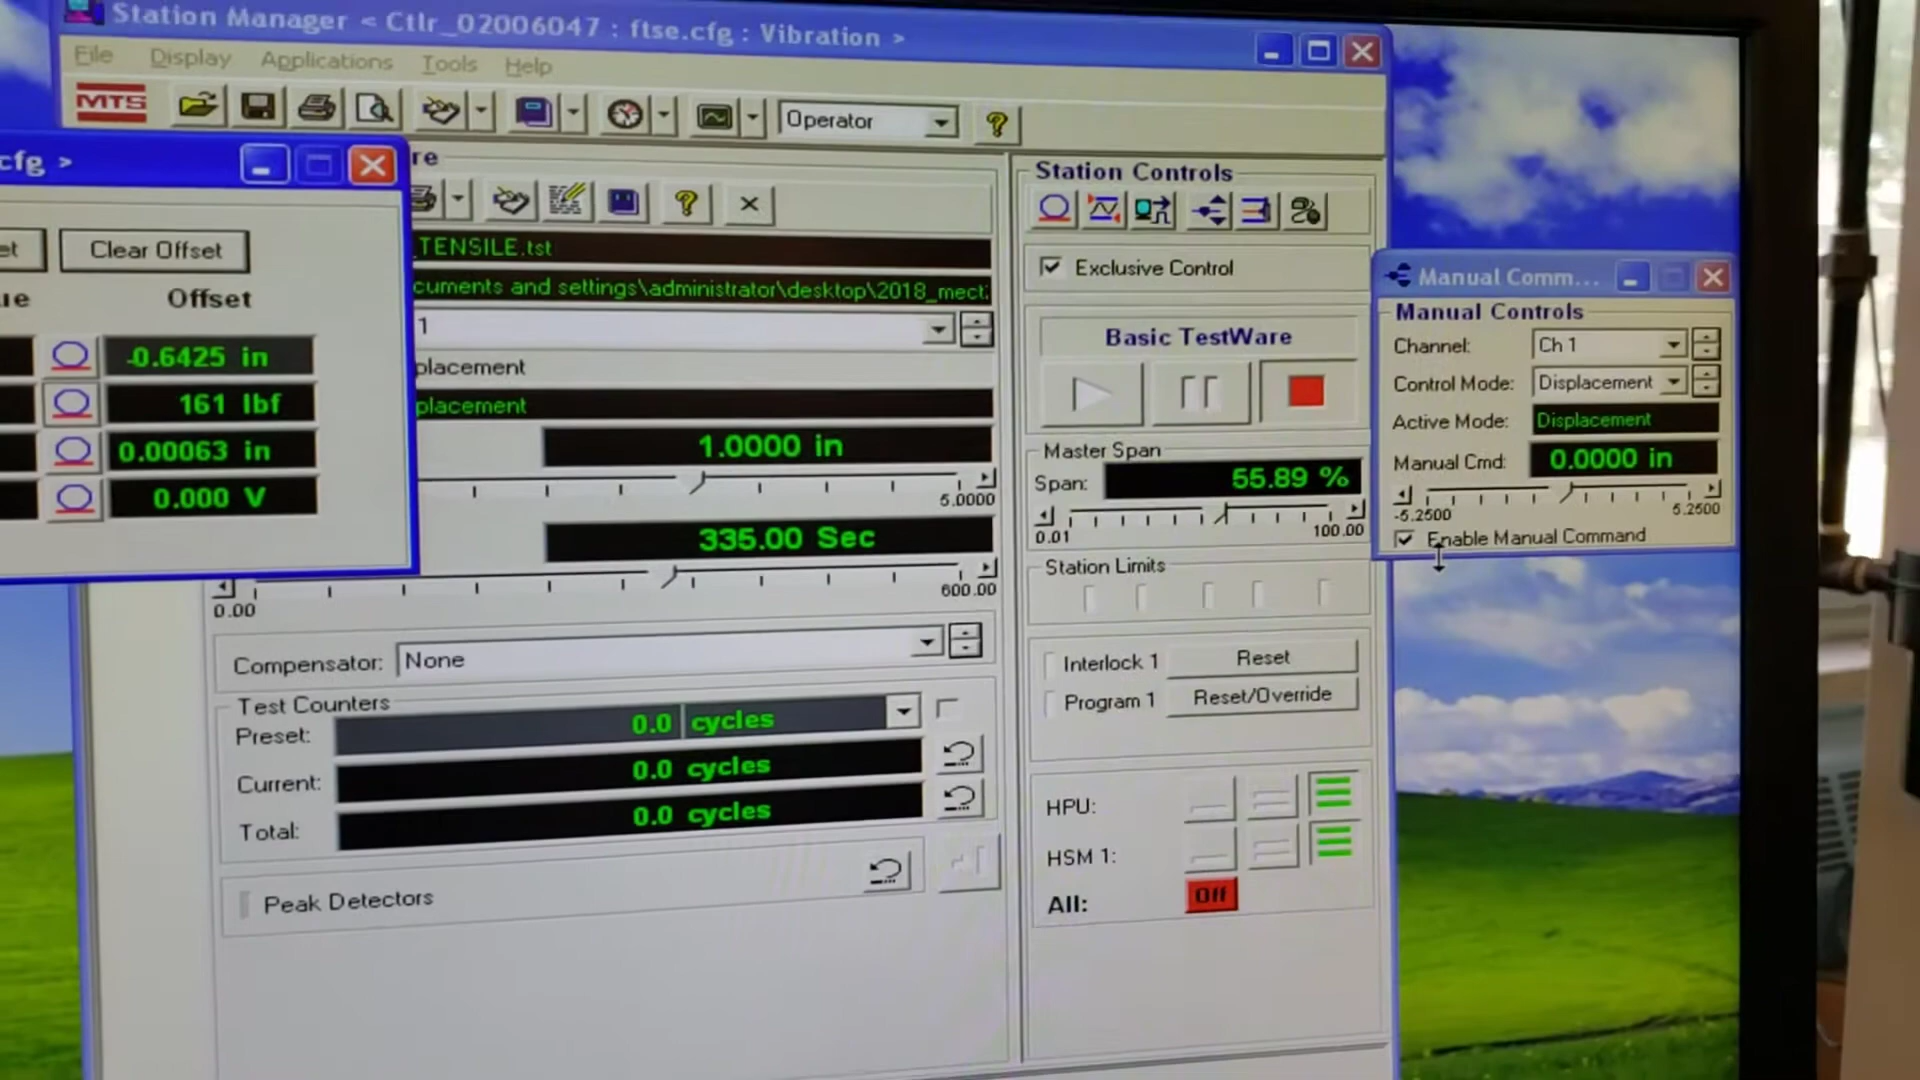 Station Manager < Ctlr_02006047 : ftse.cfg : Vibration >
File Display Applications Tools Help
MTS Operator ?
cfg > re Station Controls
? ×
et Clear Offset _TENSILE.tst Exclusive Control
ue Offset cuments and settings\administrator\desktop\2018_mect:
Manual Comm...
Manual Controls
1 Basic TestWare Channel: Ch 1
-0.6425 in placement Control Mode: Displacement
161 lbf placement Active Mode: Displacement
0.00063 in 1.0000 in Master Span Manual Cmd: 0.0000 in
0.000 V 5.0000 Span: 55.89 % -5.2500 5.2500
335.00 Sec 0.01 100.00 Enable Manual Command
0.00 600.00 Station Limits
Compensator: None Interlock 1 Reset
Test Counters Program 1 Reset/Override
Preset: 0.0 cycles
Current: 0.0 cycles
Total: 0.0 cycles HPU:
HSM 1:
Peak Detectors All: Off